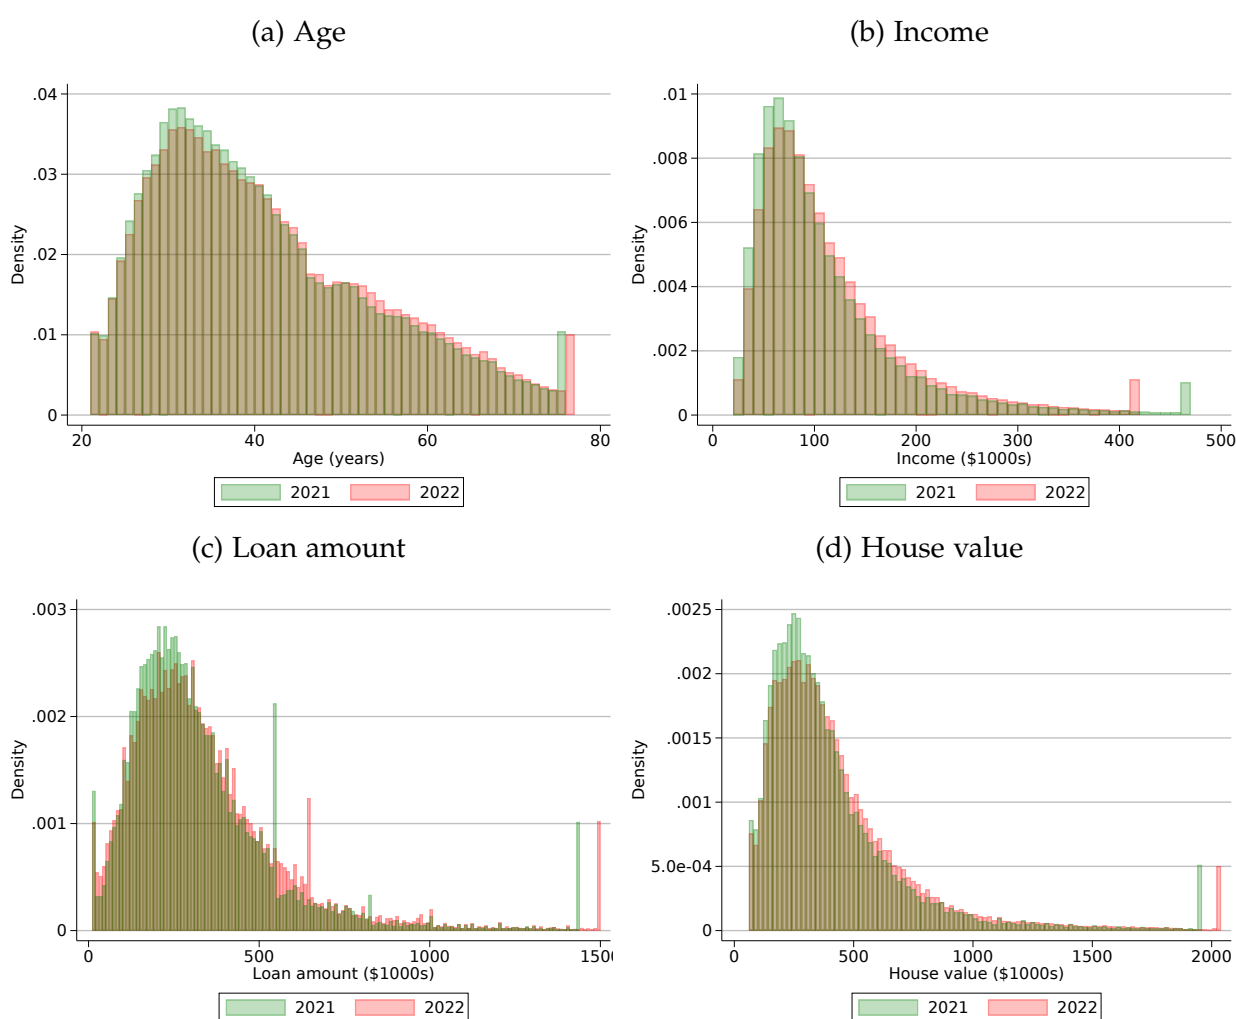 (a) Age
.04
.03
.02
.01
0
Density
20 40 60 80
Age (years)
2021 2022
(b) Income
.01
.008
.006
.004
.002
0
Density
0 100 200 300 400 500
Income ($1000s)
2021 2022
(c) Loan amount
.003
.002
.001
0
Density
0 500 1000 1500
Loan amount ($1000s)
2021 2022
(d) House value
.0025
.002
.0015
.001
5.0e-04
0
Density
0 500 1000 1500 2000
House value ($1000s)
2021 2022